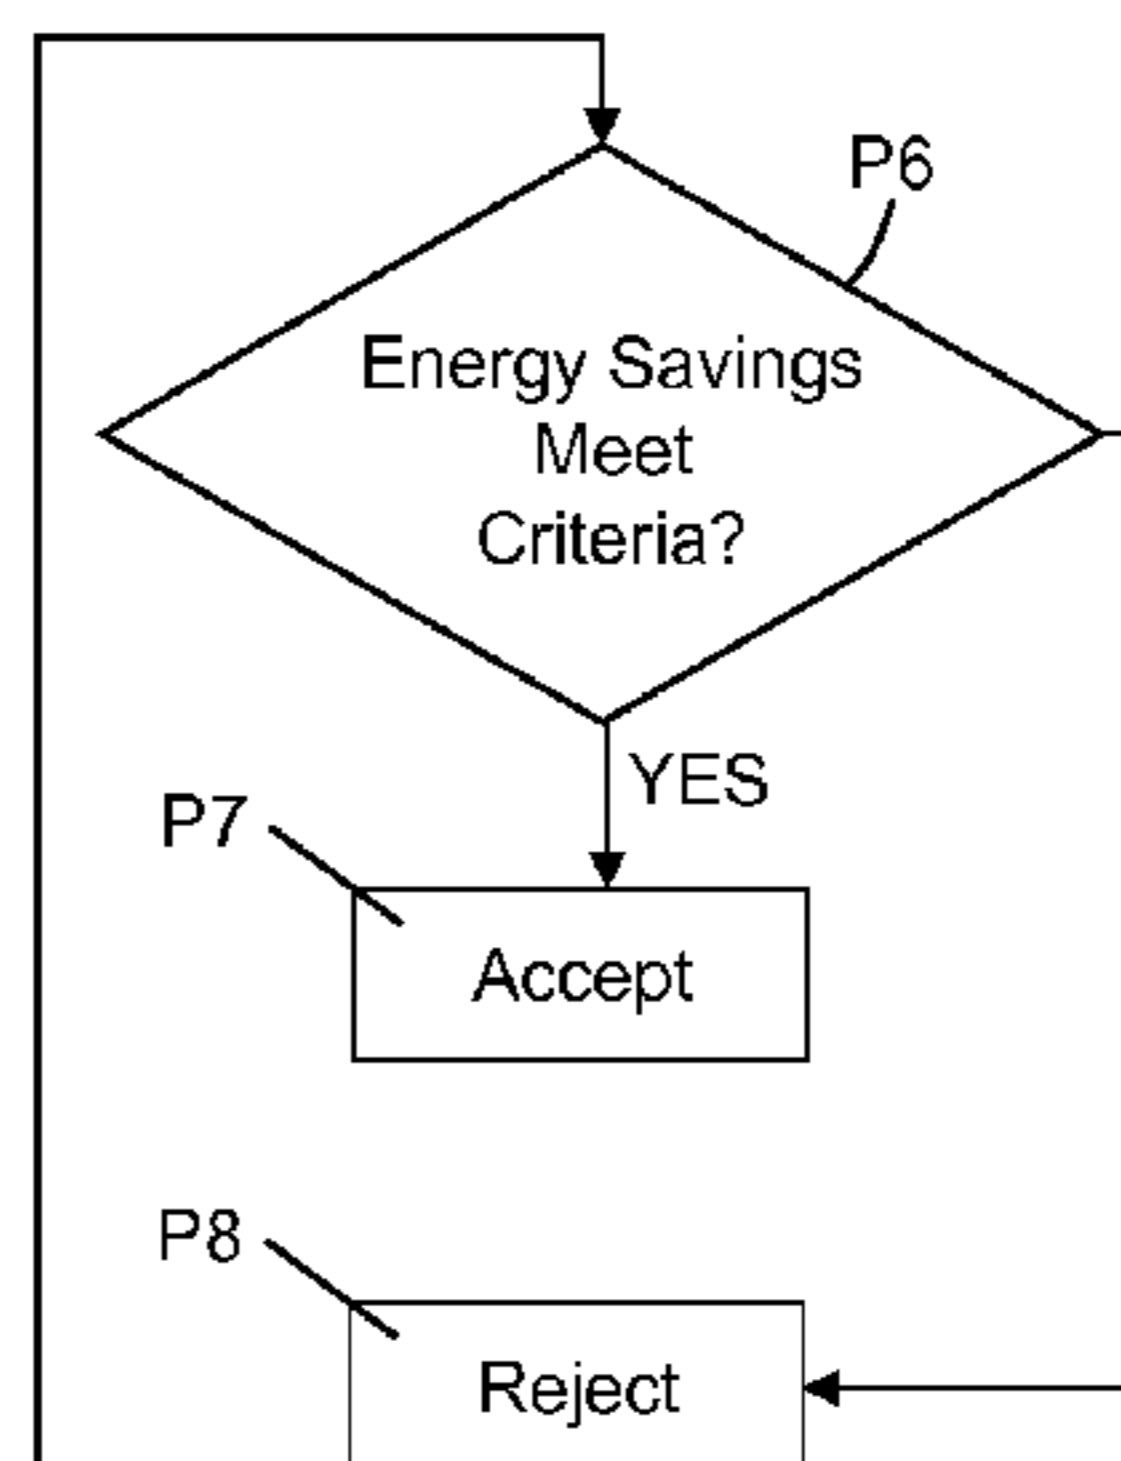 P6
Energy Savings
Meet
Criteria?
YES
P7
Accept
P8
Reject